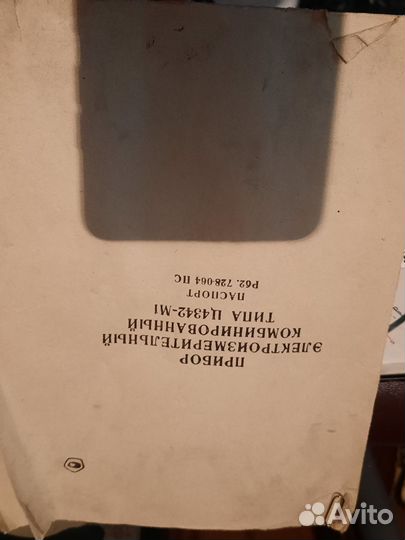 ПРИБОР
ЭЛЕКТРОИЗМЕРИТЕЛЬНЫЙ
КОМБИНИРОВАННЫЙ
ТИПА Ц4342-М1
ПАСПОРТ
Р62. 728-064 ПС
Avito